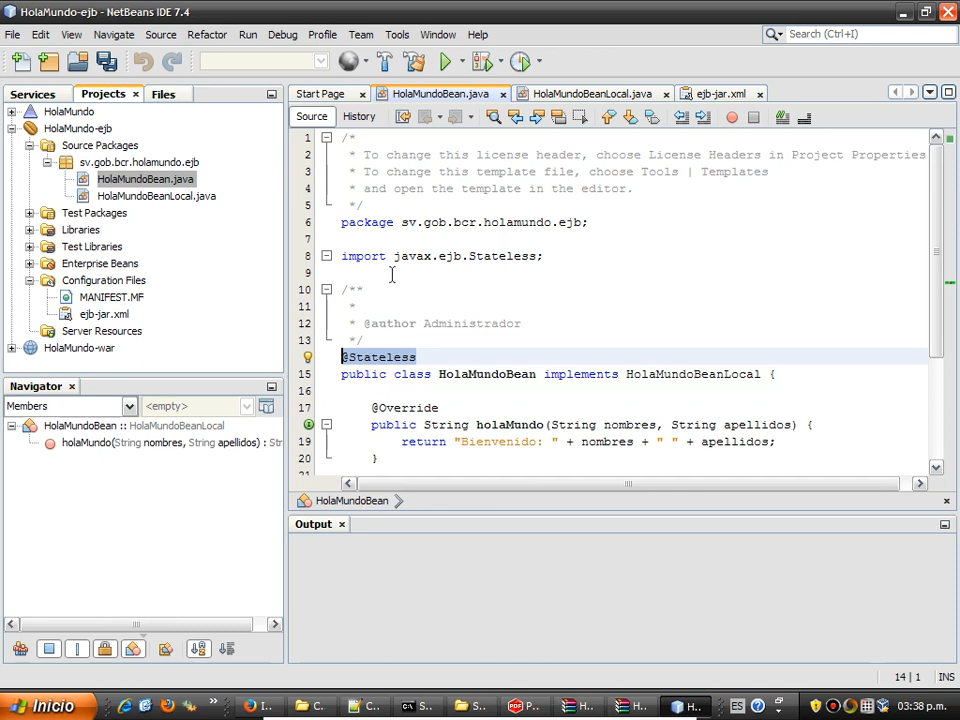 HolaMundo-ejb - NetBeans IDE 7.4
File Edit View Navigate Source Refactor Run Debug Profile Team Tools Window Help
Search (Ctrl+I)
Services Projects Files
HolaMundo
HolaMundo-ejb
Source Packages
sv.gob.bcr.holamundo.ejb
HolaMundoBean.java
HolaMundoBeanLocal.java
Test Packages
Libraries
Test Libraries
Enterprise Beans
Configuration Files
MANIFEST.MF
ejb-jar.xml
Server Resources
HolaMundo-war
Navigator
Members
<empty>
HolaMundoBean :: HolaMundoBeanLocal
holaMundo(String nombres, String apellidos) : Str
Start Page HolaMundoBean.java HolaMundoBeanLocal.java ejb-jar.xml
Source History
1 /*
2 * To change this license header, choose License Headers in Project Properties
3 * To change this template file, choose Tools | Templates
4 * and open the template in the editor.
5 */
6 package sv.gob.bcr.holamundo.ejb;
7
8 import javax.ejb.Stateless;
9
10 /**
11 *
12 * @author Administrador
13 */
@Stateless
15 public class HolaMundoBean implements HolaMundoBeanLocal {
16
17 @Override
public String holaMundo(String nombres, String apellidos) {
19 return "Bienvenido: " + nombres + " " + apellidos;
20 }
21
HolaMundoBean
Output
14 | 1 INS
Inicio
I... C... C... S... S... P... H... H... H... ES 03:38 p.m.